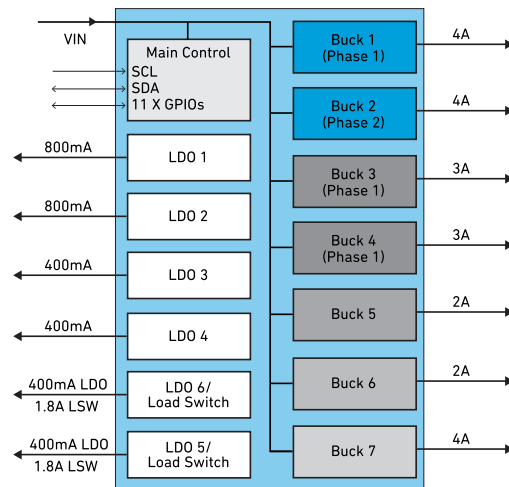 VIN
Main Control
SCL
SDA
11 X GPIOs
800mA
LDO 1
800mA
LDO 2
400mA
LDO 3
400mA
LDO 4
400mA LDO
1.8A LSW
LDO 6/
Load Switch
400mA LDO
1.8A LSW
LDO 5/
Load Switch
Buck 1
(Phase 1)
4A
Buck 2
(Phase 2)
4A
Buck 3
(Phase 1)
3A
Buck 4
(Phase 1)
3A
Buck 5
2A
Buck 6
2A
Buck 7
4A